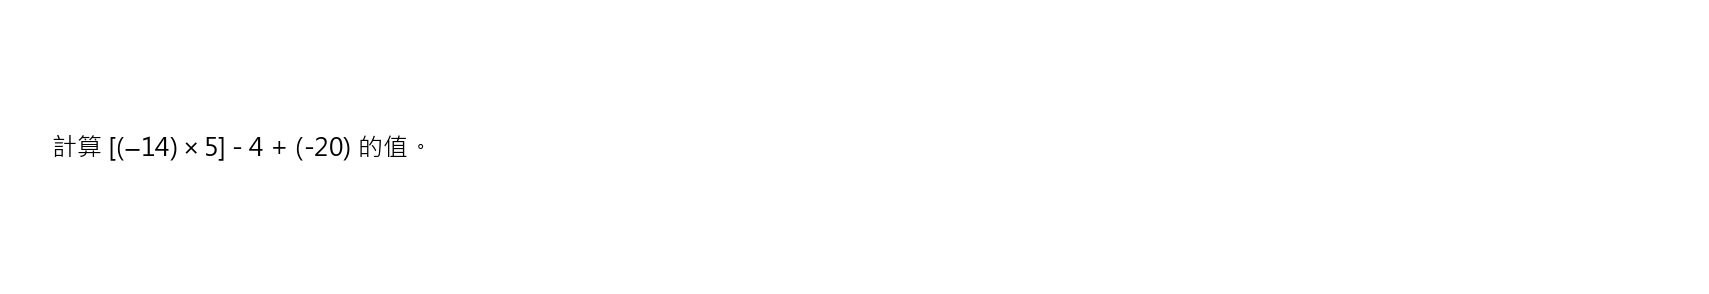 計算 [(–14) × 5] - 4 + (-20) 的值。